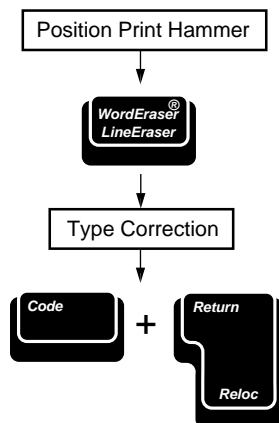 Position Print Hammer
WordEraser®
LineEraser
Type Correction
Code
+
Return
Reloc